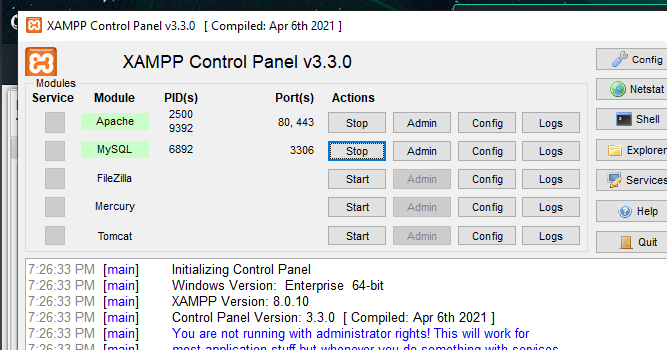 XAMPP Control Panel v3.3.0 [ Compiled: Apr 6th 2021 ]
XAMPP Control Panel v3.3.0
Config
Modules
Service Module PID(s) Port(s) Actions
Netstat
Apache 2500 9392 80, 443 Stop Admin Config Logs
Shell
MySQL 6892 3306 Stop Admin Config Logs
Explorer
FileZilla Start Admin Config Logs
Services
Mercury Start Admin Config Logs
Help
Tomcat Start Admin Config Logs
Quit
7:26:33 PM [main] Initializing Control Panel
7:26:33 PM [main] Windows Version: Enterprise 64-bit
7:26:33 PM [main] XAMPP Version: 8.0.10
7:26:33 PM [main] Control Panel Version: 3.3.0 [ Compiled: Apr 6th 2021 ]
7:26:33 PM [main] You are not running with administrator rights! This will work for
7:26:33 PM [main] most application stuff but whenever you do something with services